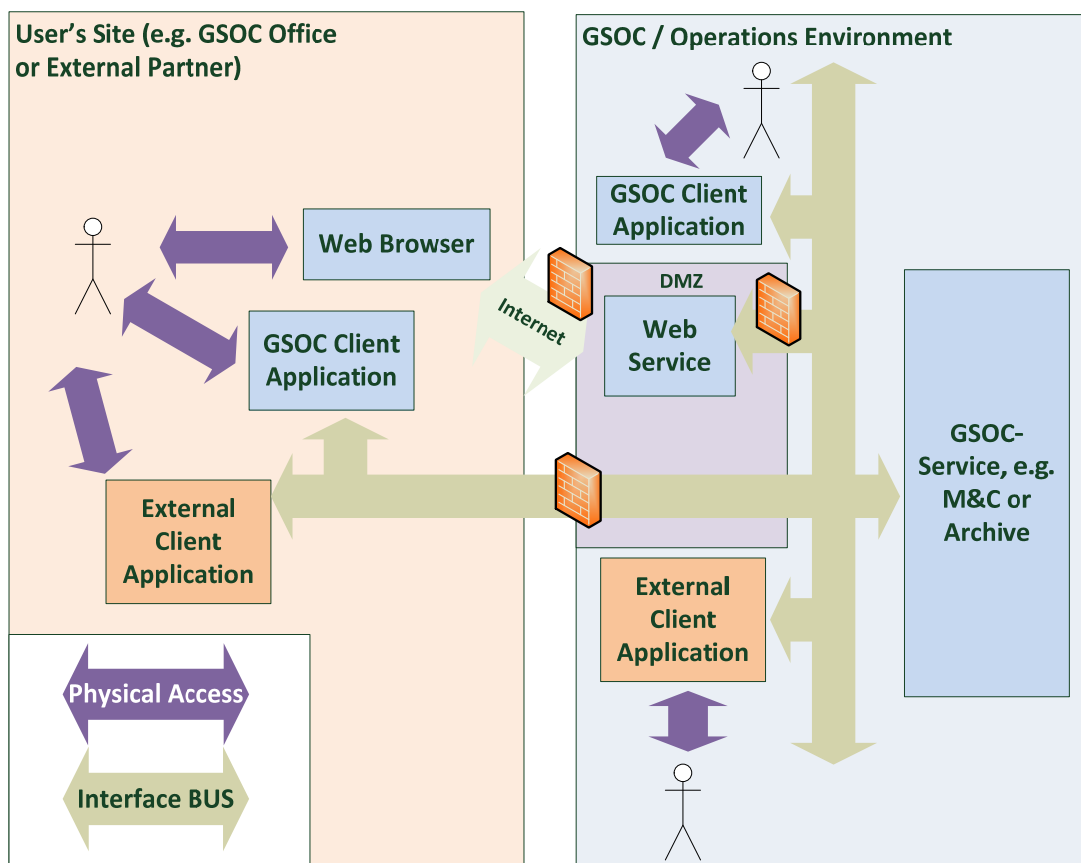 User's Site (e.g. GSOC Office
or External Partner)
GSOC / Operations Environment
GSOC Client
Application
Web Browser
DMZ
Internet
Web
Service
GSOC Client
Application
GSOC-
Service, e.g.
M&C or
Archive
External
Client
Application
External
Client
Application
Physical Access
Interface BUS